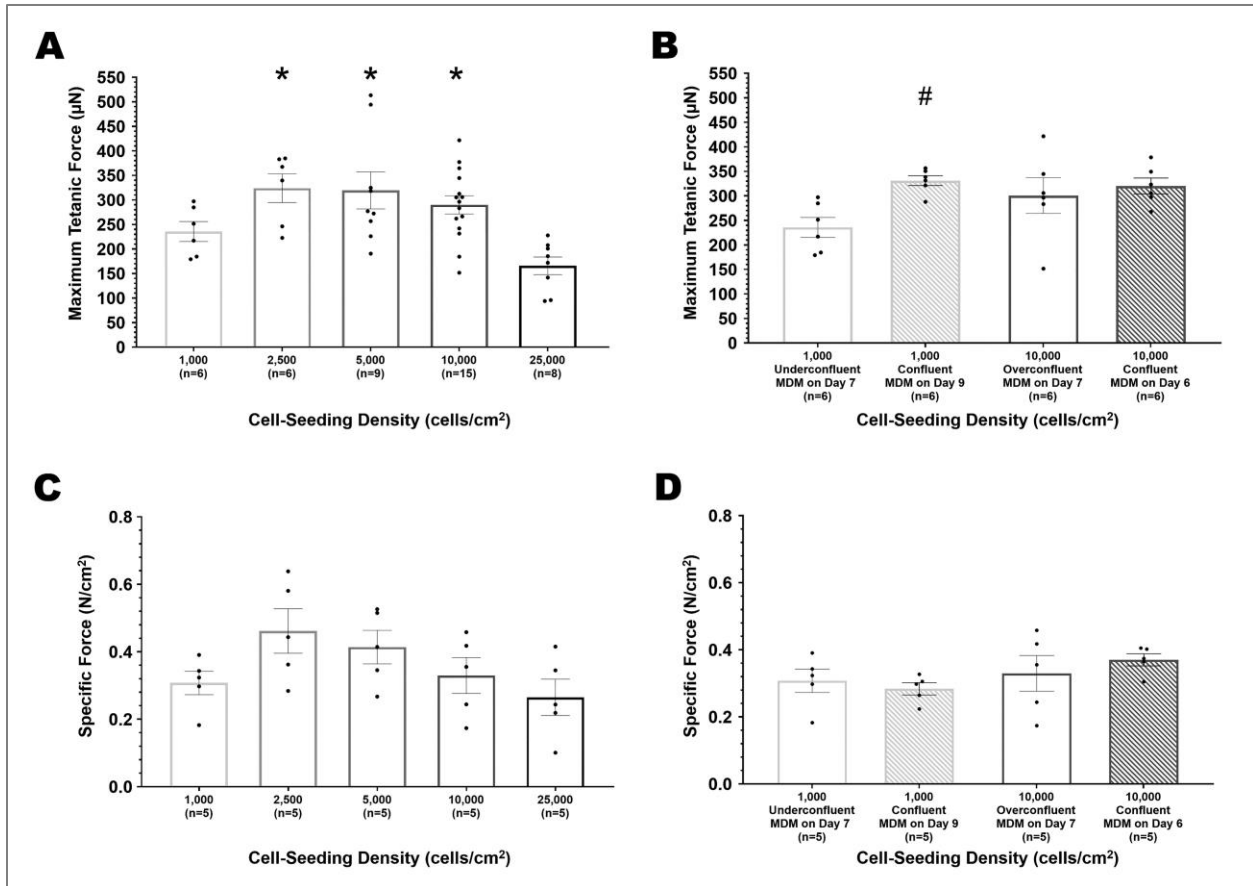 A
Maximum Tetanic Force (µN)
550
500
450
400
350
300
250
200
150
100
50
0
* * *
1,000 2,500 5,000 10,000 25,000
(n=6) (n=6) (n=9) (n=15) (n=8)
Cell-Seeding Density (cells/cm²)
B
Maximum Tetanic Force (µN)
550
500
450
400
350
300
250
200
150
100
50
0
#
1,000 1,000 10,000 10,000
Underconfluent Confluent Overconfluent Confluent
MDM on Day 7 MDM on Day 9 MDM on Day 7 MDM on Day 6
(n=6) (n=6) (n=6) (n=6)
Cell-Seeding Density (cells/cm²)
C
Specific Force (N/cm²)
0.8
0.6
0.4
0.2
0.0
1,000 2,500 5,000 10,000 25,000
(n=5) (n=5) (n=5) (n=5) (n=5)
Cell-Seeding Density (cells/cm²)
D
Specific Force (N/cm²)
0.8
0.6
0.4
0.2
0.0
1,000 1,000 10,000 10,000
Underconfluent Confluent Overconfluent Confluent
MDM on Day 7 MDM on Day 9 MDM on Day 7 MDM on Day 6
(n=5) (n=5) (n=5) (n=5)
Cell-Seeding Density (cells/cm²)